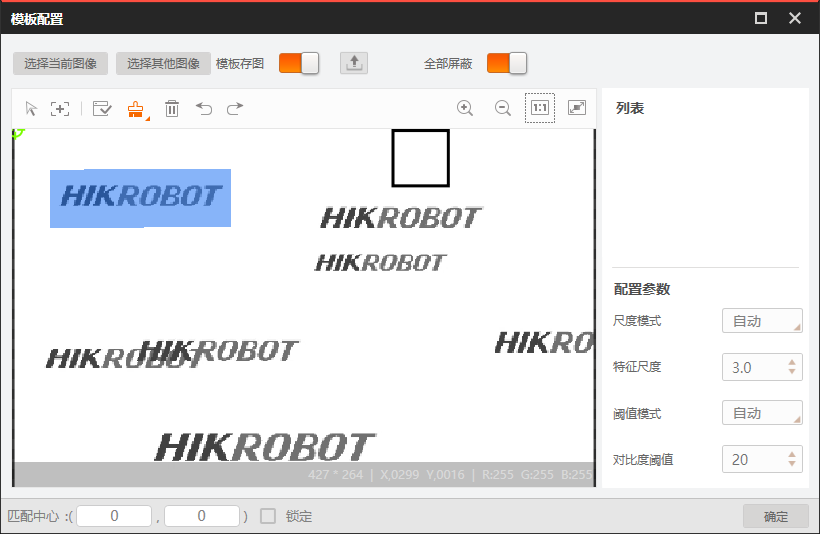 模板配置
选择当前图像 选择其他图像 模板存图 全部屏蔽
1:1
列表
HIKROBOT
HIKROBOT
HIKROBOT
HIKROBOT
HIKROBOT
HIKRO
HIKROBOT
427 * 264 | X,0299 Y,0016 | R:255 G:255 B:255
配置参数
尺度模式 自动
特征尺度 3.0
阈值模式 自动
对比度阈值 20
匹配中心 :( 0 , 0 ) 锁定
确定